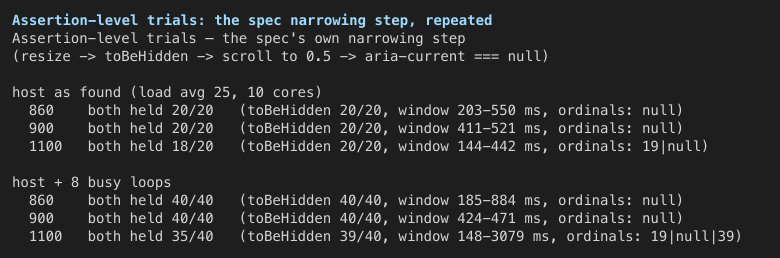 Assertion-level trials: the spec narrowing step, repeated
Assertion-level trials — the spec's own narrowing step
(resize -> toBeHidden -> scroll to 0.5 -> aria-current === null)
host as found (load avg 25, 10 cores)
860 both held 20/20 (toBeHidden 20/20, window 203–550 ms, ordinals: null)
900 both held 20/20 (toBeHidden 20/20, window 411–521 ms, ordinals: null)
1100 both held 18/20 (toBeHidden 20/20, window 144–442 ms, ordinals: 19|null)
host + 8 busy loops
860 both held 40/40 (toBeHidden 40/40, window 185–884 ms, ordinals: null)
900 both held 40/40 (toBeHidden 40/40, window 424–471 ms, ordinals: null)
1100 both held 35/40 (toBeHidden 39/40, window 148–3079 ms, ordinals: 19|null|39)